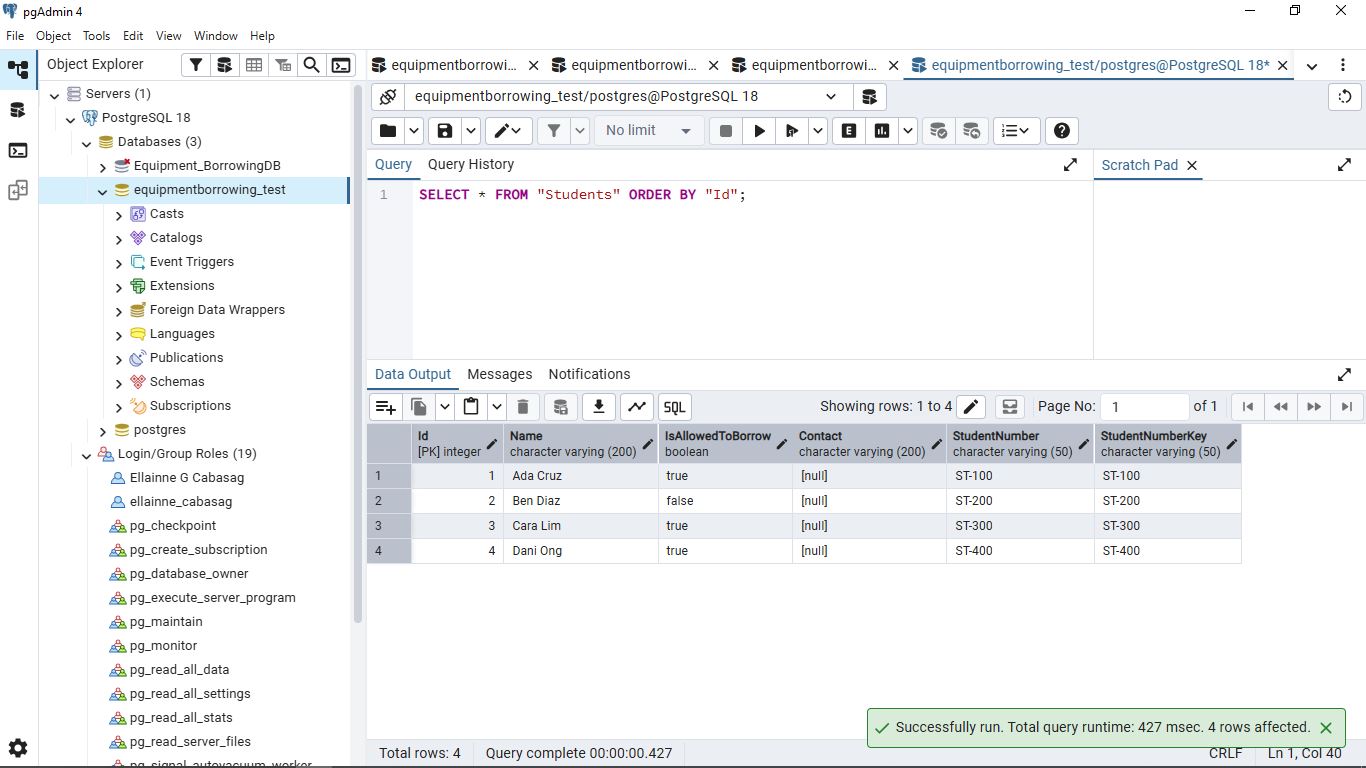 pgAdmin 4
File Object Tools Edit View Window Help
Object Explorer
equipmentborrowi...
equipmentborrowi...
equipmentborrowi...
equipmentborrowing_test/postgres@PostgreSQL 18*
equipmentborrowing_test/postgres@PostgreSQL 18
No limit
E
Query Query History
Scratch Pad
1 SELECT * FROM "Students" ORDER BY "Id";
Servers (1)
PostgreSQL 18
Databases (3)
Equipment_BorrowingDB
equipmentborrowing_test
Casts
Catalogs
Event Triggers
Extensions
Foreign Data Wrappers
Languages
Publications
Schemas
Subscriptions
postgres
Login/Group Roles (19)
Ellainne G Cabasag
ellainne_cabasag
pg_checkpoint
pg_create_subscription
pg_database_owner
pg_execute_server_program
pg_maintain
pg_monitor
pg_read_all_data
pg_read_all_settings
pg_read_all_stats
pg_read_server_files
pg_signal_autovacuum_worker
Data Output Messages Notifications
SQL
Showing rows: 1 to 4
Page No: 1 of 1
Id Name IsAllowedToBorrow Contact StudentNumber StudentNumberKey
[PK] integer character varying (200) boolean character varying (200) character varying (50) character varying (50)
1 1 Ada Cruz true [null] ST-100 ST-100
2 2 Ben Diaz false [null] ST-200 ST-200
3 3 Cara Lim true [null] ST-300 ST-300
4 4 Dani Ong true [null] ST-400 ST-400
Successfully run. Total query runtime: 427 msec. 4 rows affected.
Total rows: 4 Query complete 00:00:00.427 CRLF Ln 1, Col 40